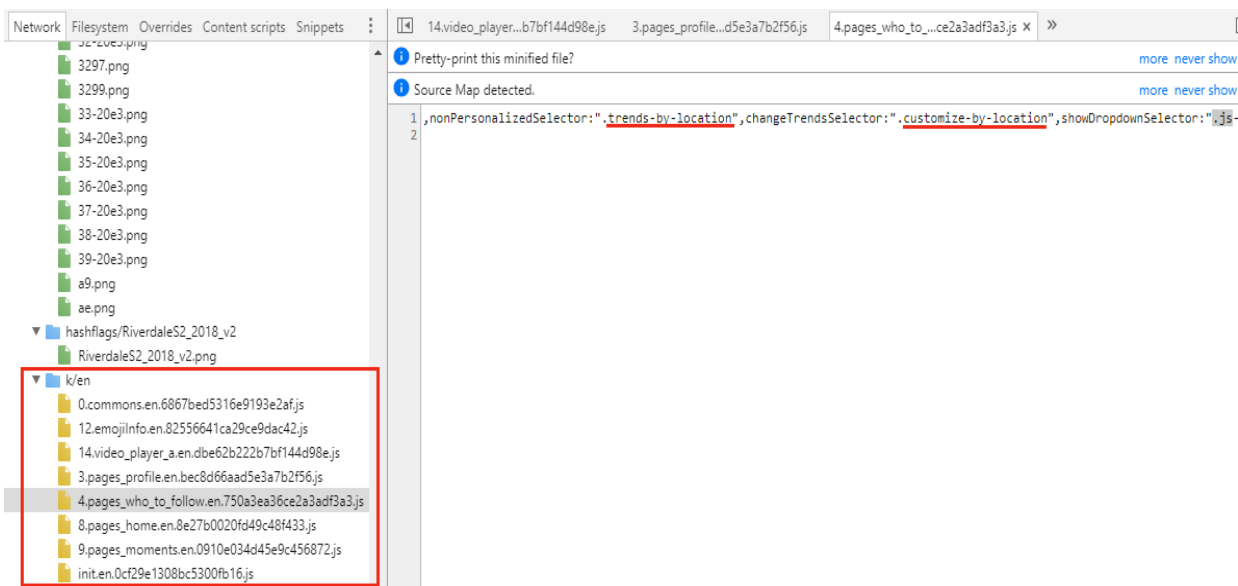 Network Filesystem Overrides Content scripts Snippets
32-20e3.png
3297.png
3299.png
33-20e3.png
34-20e3.png
35-20e3.png
36-20e3.png
37-20e3.png
38-20e3.png
39-20e3.png
a9.png
ae.png
hashflags/RiverdaleS2_2018_v2
RiverdaleS2_2018_v2.png
k/en
0.commons.en.6867bed5316e9193e2af.js
12.emojiInfo.en.82556641ca29ce9dac42.js
14.video_player_a.en.dbe62b222b7bf144d98e.js
3.pages_profile.en.bec8d66aad5e3a7b2f56.js
4.pages_who_to_follow.en.750a3ea36ce2a3adf3a3.js
8.pages_home.en.8e27b0020fd49c48f433.js
9.pages_moments.en.0910e034d45e9c456872.js
init.en.0cf29e1308bc5300fb16.js
14.video_player...b7bf144d98e.js 3.pages_profile...d5e3a7b2f56.js 4.pages_who_to_...ce2a3adf3a3.js × »
Pretty-print this minified file? more never show
Source Map detected. more never show
1 ,nonPersonalizedSelector:".trends-by-location",changeTrendsSelector:".customize-by-location",showDropdownSelector:".js-
2